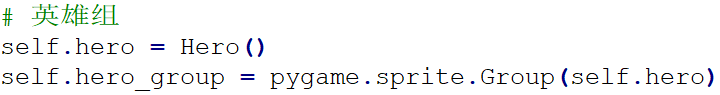 # 英雄组
self.hero = Hero()
self.hero_group = pygame.sprite.Group(self.hero)